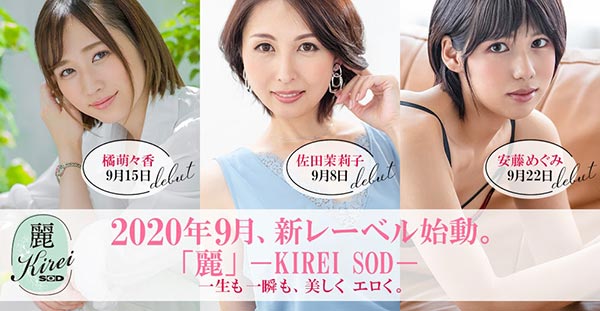 橘萌々香
9月15日 debut
佐田茉莉子
9月8日 debut
安藤めぐみ
9月22日 debut
麗
Kirei
SOD
2020年9月、新レーベル始動。
「麗」－KIREI SOD－
一生も一瞬も、美しく エロく。